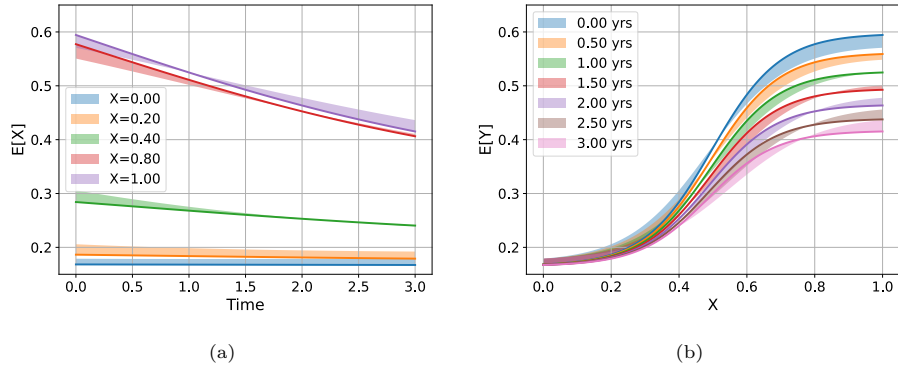 0.6
0.5
0.4
0.3
0.2
E[X]
X=0.00
X=0.20
X=0.40
X=0.80
X=1.00
0.0 0.5 1.0 1.5 2.0 2.5 3.0
Time
(a)
0.6
0.5
0.4
0.3
0.2
E[Y]
0.00 yrs
0.50 yrs
1.00 yrs
1.50 yrs
2.00 yrs
2.50 yrs
3.00 yrs
0.0 0.2 0.4 0.6 0.8 1.0
X
(b)